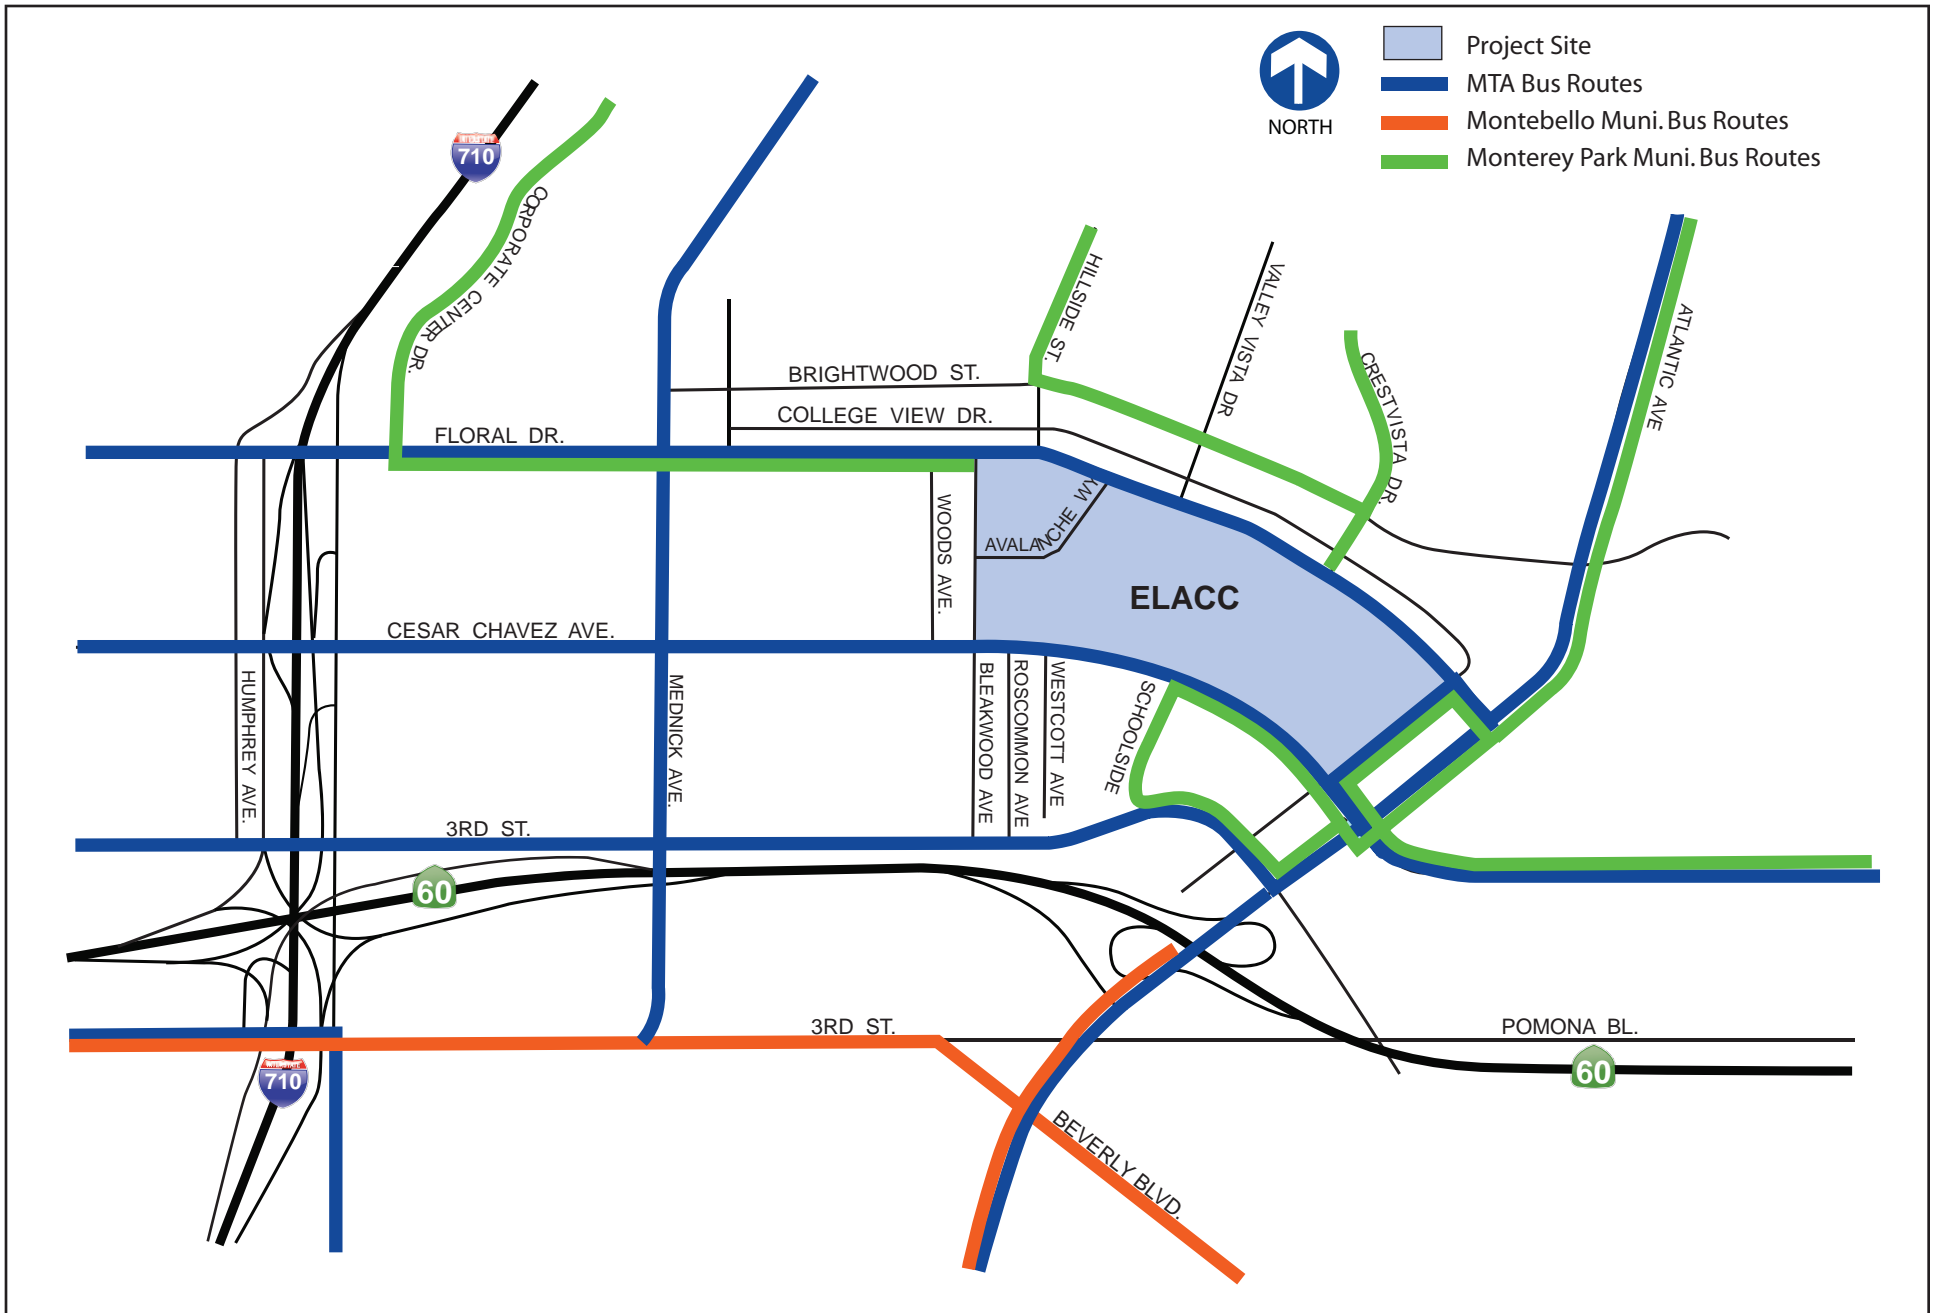 Project Site
MTA Bus Routes
Montebello Muni. Bus Routes
Monterey Park Muni. Bus Routes
NORTH
710
CORPORATE CENTER DR.
HILLSIDE ST.
VALLEY VISTA DR
ATLANTIC AVE
CRESTVISTA DR.
BRIGHTWOOD ST.
COLLEGE VIEW DR.
FLORAL DR.
WOODS AVE.
AVALANCHE WY
ELACC
CESAR CHAVEZ AVE.
HUMPHREY AVE.
MEDNICK AVE.
BLEAKWOOD AVE
ROSCOMMON AVE
WESTCOTT AVE
SCHOOLSIDE
3RD ST.
60
3RD ST.
POMONA BL.
60
710
BEVERLY BLVD.